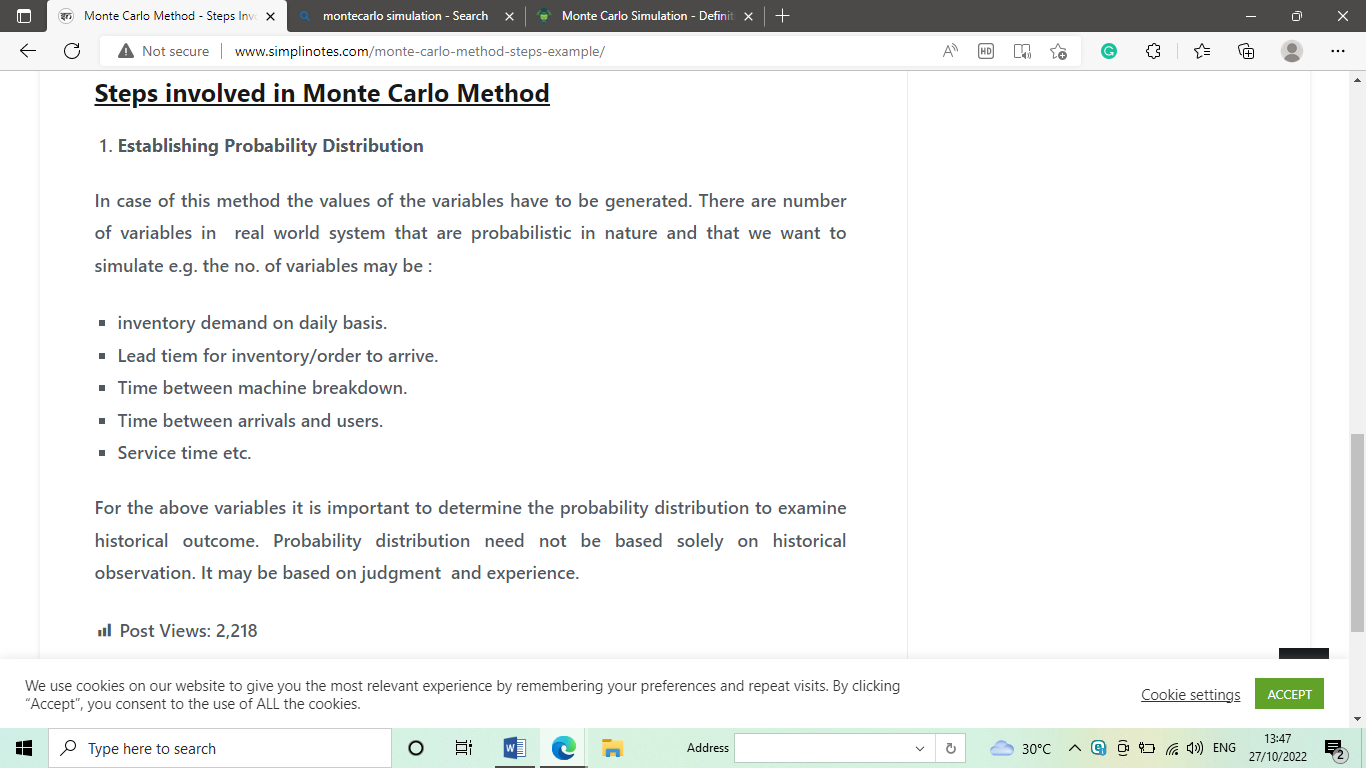 Monte Carlo Method - Steps Inv
montecarlo simulation - Search
Monte Carlo Simulation - Definit
Not secure
www.simplinotes.com/monte-carlo-method-steps-example/
HD
Steps involved in Monte Carlo Method
1. Establishing Probability Distribution
In case of this method the values of the variables have to be generated. There are number
of variables in real world system that are probabilistic in nature and that we want to
simulate e.g. the no. of variables may be :
inventory demand on daily basis.
Lead tiem for inventory/order to arrive.
Time between machine breakdown.
Time between arrivals and users.
Service time etc.
For the above variables it is important to determine the probability distribution to examine
historical outcome. Probability distribution need not be based solely on historical
observation. It may be based on judgment and experience.
Post Views: 2,218
We use cookies on our website to give you the most relevant experience by remembering your preferences and repeat visits. By clicking
“Accept”, you consent to the use of ALL the cookies.
Cookie settings
ACCEPT
Type here to search
Address
30°C
ENG
13:47
27/10/2022
2